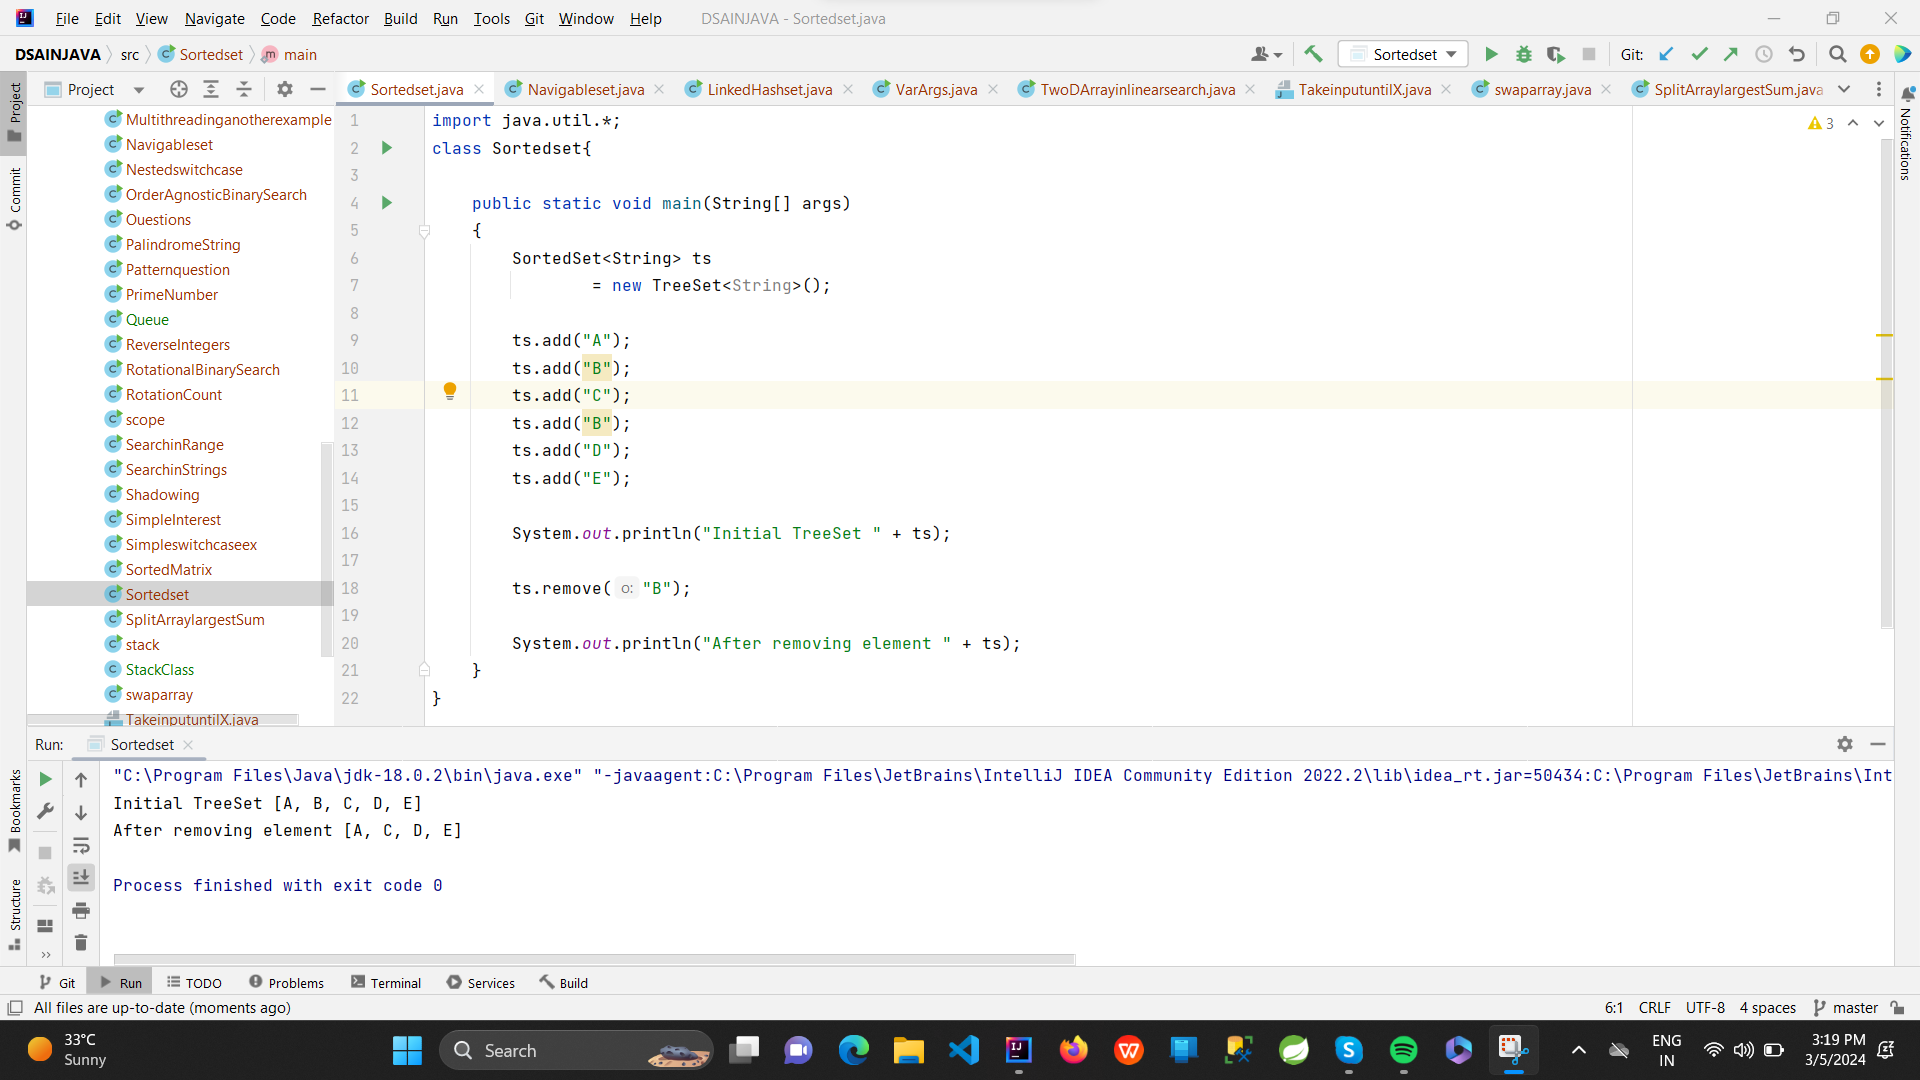 File Edit View Navigate Code Refactor Build Run Tools Git Window Help DSAINJAVA - Sortedset.java
DSAINJAVA src Sortedset main Sortedset Git:
Project Sortedset.java Navigableset.java LinkedHashset.java VarArgs.java TwoDArrayinlinearsearch.java TakeinputuntilX.java swaparray.java SplitArraylargestSum.java
Project
Commit
Bookmarks
Structure
Notifications
Multithreadinganotherexample
Navigableset
Nestedswitchcase
OrderAgnosticBinarySearch
Ouestions
PalindromeString
Patternquestion
PrimeNumber
Queue
ReverseIntegers
RotationalBinarySearch
RotationCount
scope
SearchinRange
SearchinStrings
Shadowing
SimpleInterest
Simpleswitchcaseex
SortedMatrix
Sortedset
SplitArraylargestSum
stack
StackClass
swaparray
TakeinputuntilX.java
3
1 import java.util.*;
2 class Sortedset{
3
4 public static void main(String[] args)
5 {
6 SortedSet<String> ts
7 = new TreeSet<String>();
8
9 ts.add("A");
10 ts.add("B");
11 ts.add("C");
12 ts.add("B");
13 ts.add("D");
14 ts.add("E");
15
16 System.out.println("Initial TreeSet " + ts);
17
18 ts.remove( o: "B");
19
20 System.out.println("After removing element " + ts);
21 }
22 }
Run: Sortedset
"C:\Program Files\Java\jdk-18.0.2\bin\java.exe" "-javaagent:C:\Program Files\JetBrains\IntelliJ IDEA Community Edition 2022.2\lib\idea_rt.jar=50434:C:\Program Files\JetBrains\Int
Initial TreeSet [A, B, C, D, E]
After removing element [A, C, D, E]
Process finished with exit code 0
Git Run TODO Problems Terminal Services Build
All files are up-to-date (moments ago) 6:1 CRLF UTF-8 4 spaces master
33°C
Sunny
Search
ENG
IN
3:19 PM
3/5/2024